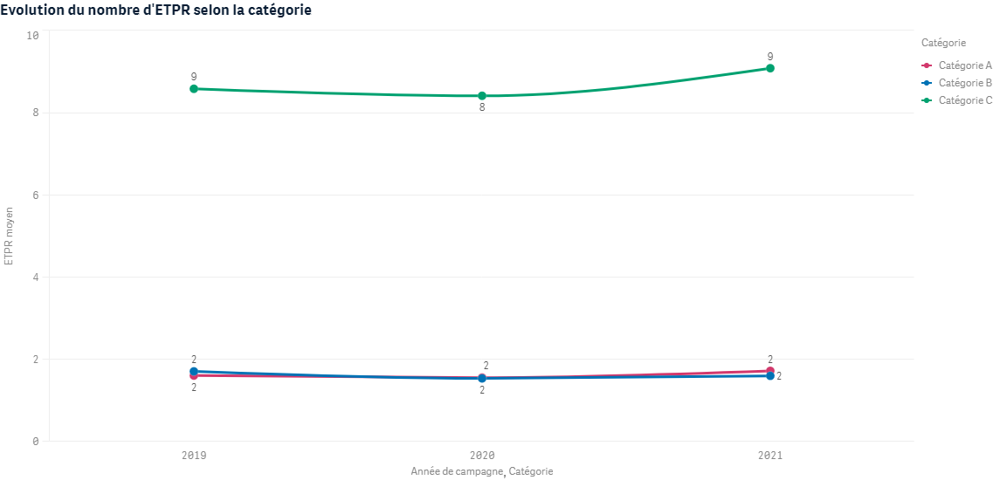 Evolution du nombre d'ETPR selon la catégorie
10
8
6
4
2
0
ETPR moyen
9
8
9
2
2
2
2
2
2
2019
2020
2021
Année de campagne, Catégorie
Catégorie
Catégorie A
Catégorie B
Catégorie C